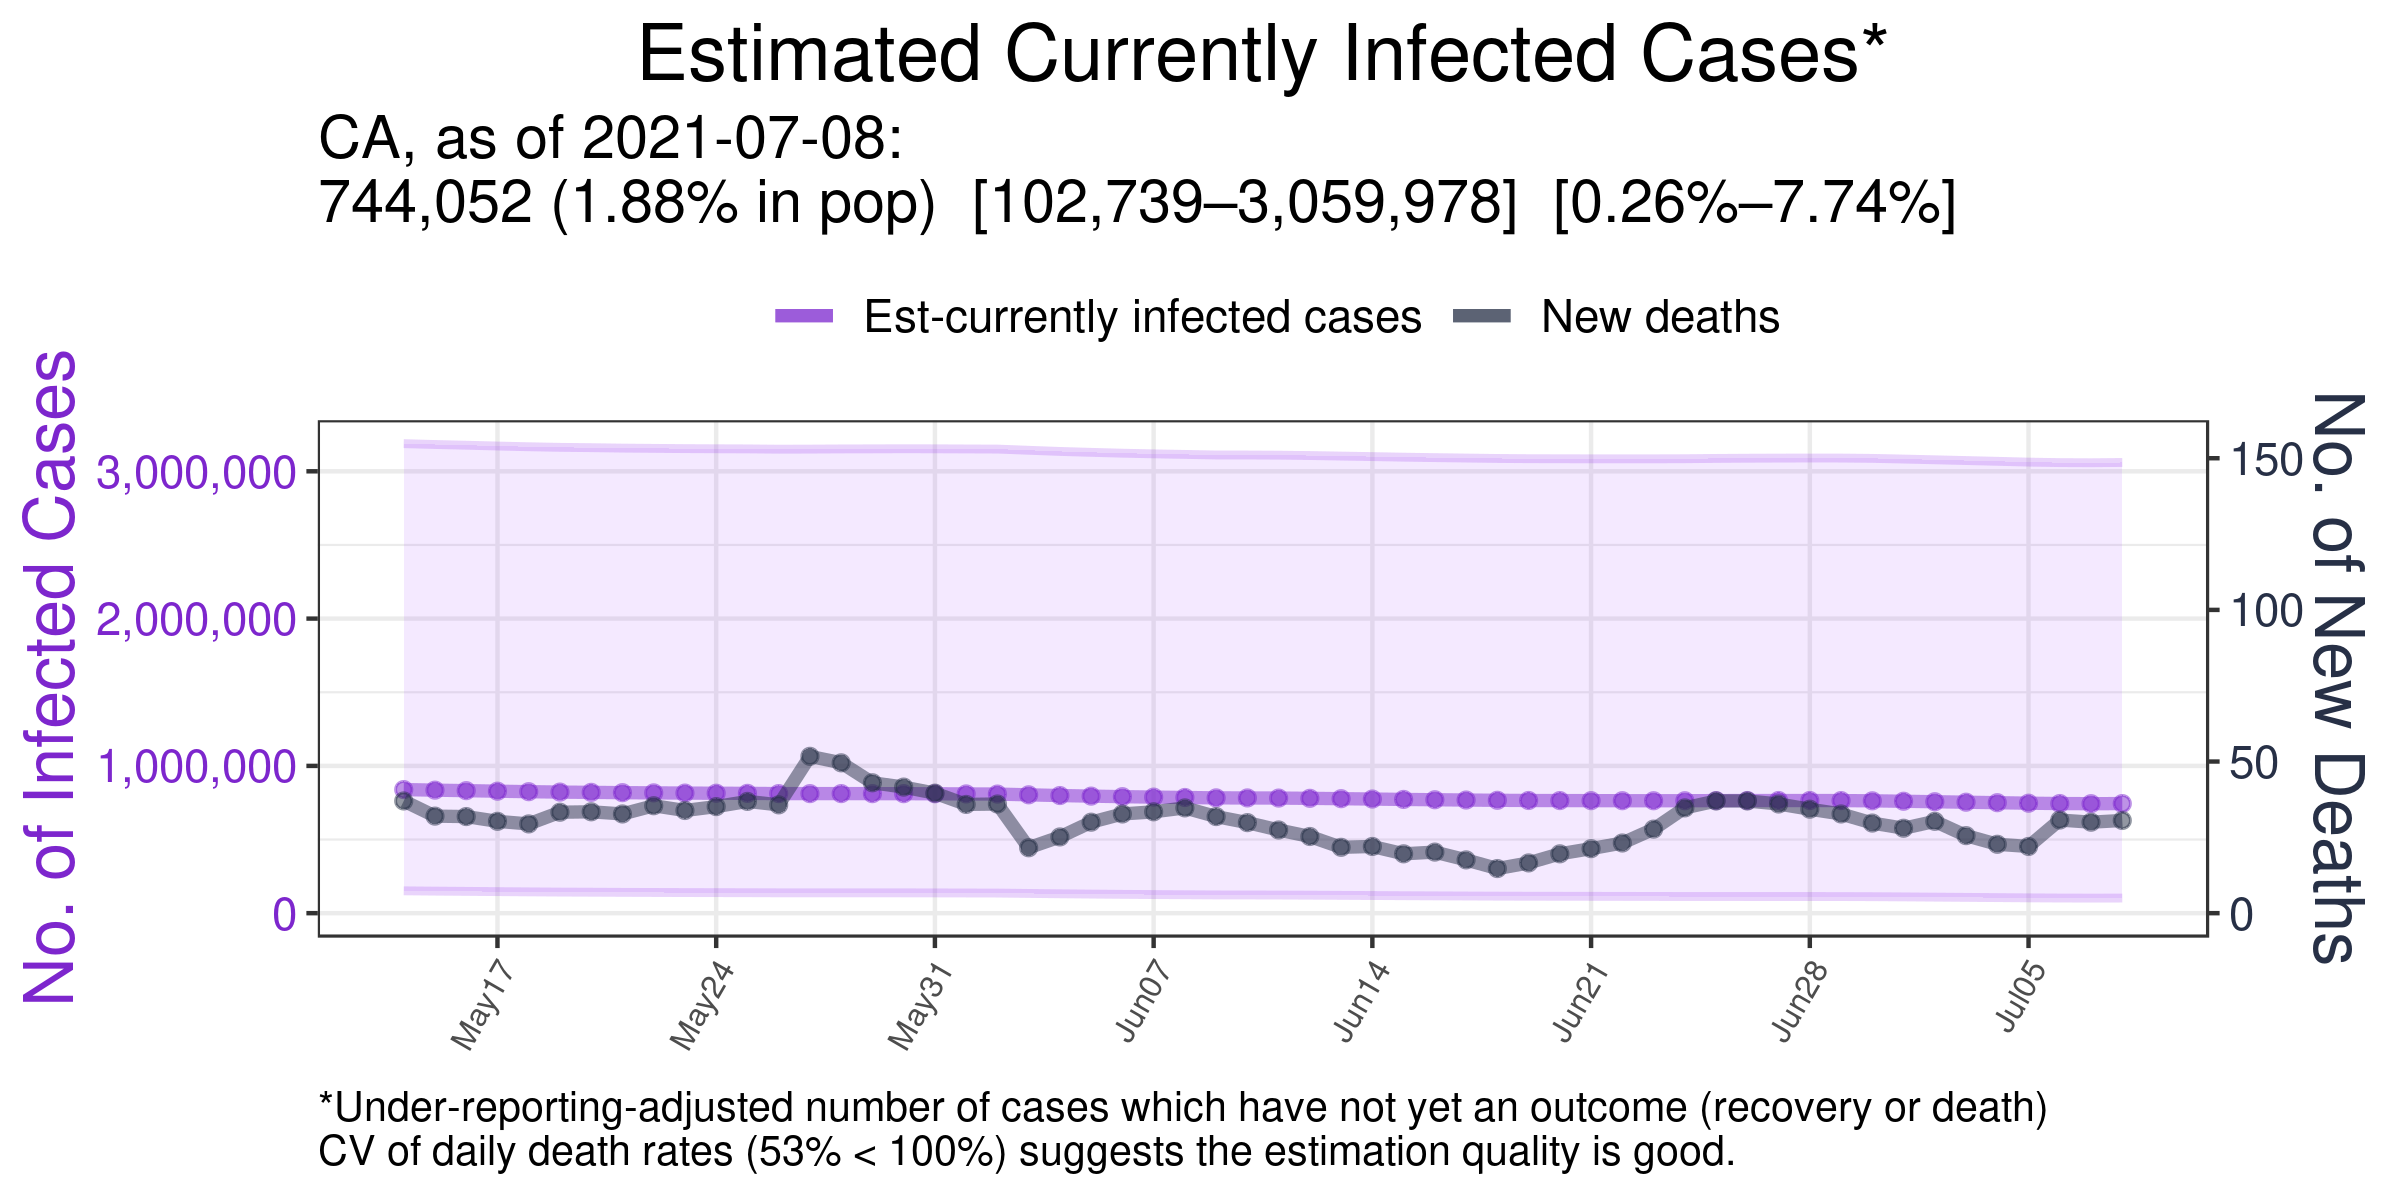 Estimated Currently Infected Cases*
CA, as of 2021-07-08:
744,052 (1.88% in pop)  [102,739–3,059,978]  [0.26%–7.74%]
Est-currently infected cases
New deaths
No. of Infected Cases
3,000,000
2,000,000
1,000,000
0
150
100
50
0
No. of New Deaths
May17
May24
May31
Jun07
Jun14
Jun21
Jun28
Jul05
*Under-reporting-adjusted number of cases which have not yet an outcome (recovery or death)
CV of daily death rates (53% < 100%) suggests the estimation quality is good.